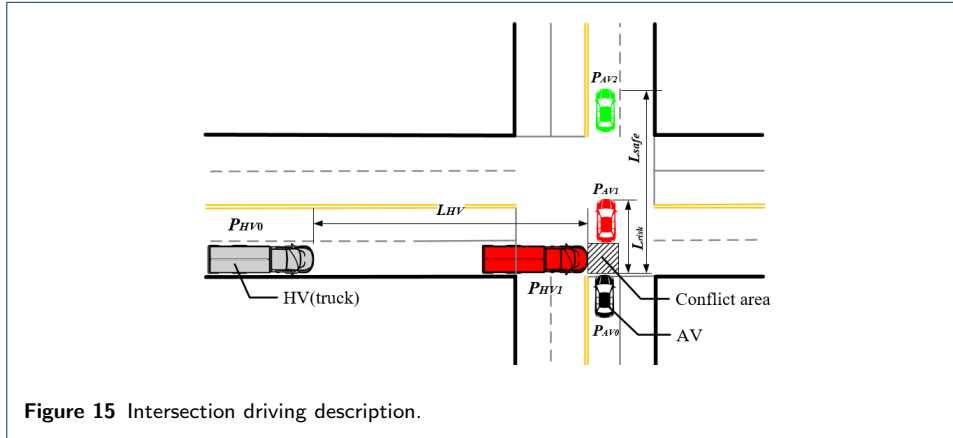 PAV2
Lsafe
PAV1
LHV
PHV0
Lrisk
PHV1
HV(truck)
Conflict area
PAV0
AV
Figure 15 Intersection driving description.